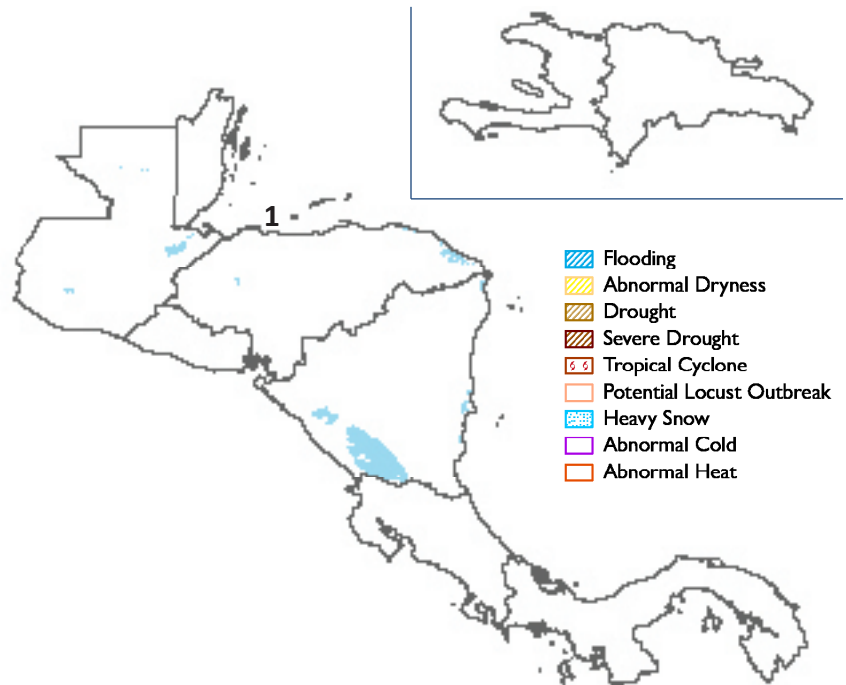 1
Flooding
Abnormal Dryness
Drought
Severe Drought
Tropical Cyclone
Potential Locust Outbreak
Heavy Snow
Abnormal Cold
Abnormal Heat